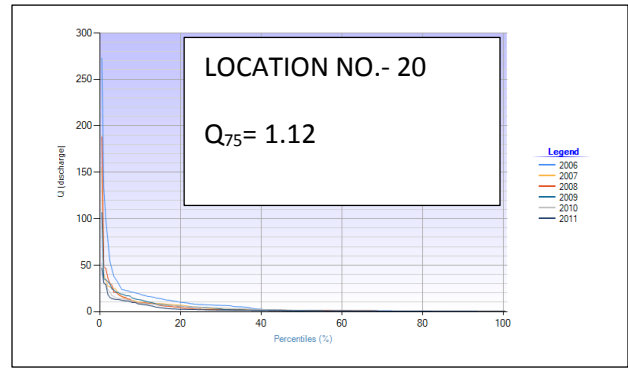 300
250
200
150
100
50
0
Q [discharge]
LOCATION NO.- 20
Q₇₅= 1.12
0 20 40 60 80 100
Percentiles (%)
Legend
2006
2007
2008
2009
2010
2011